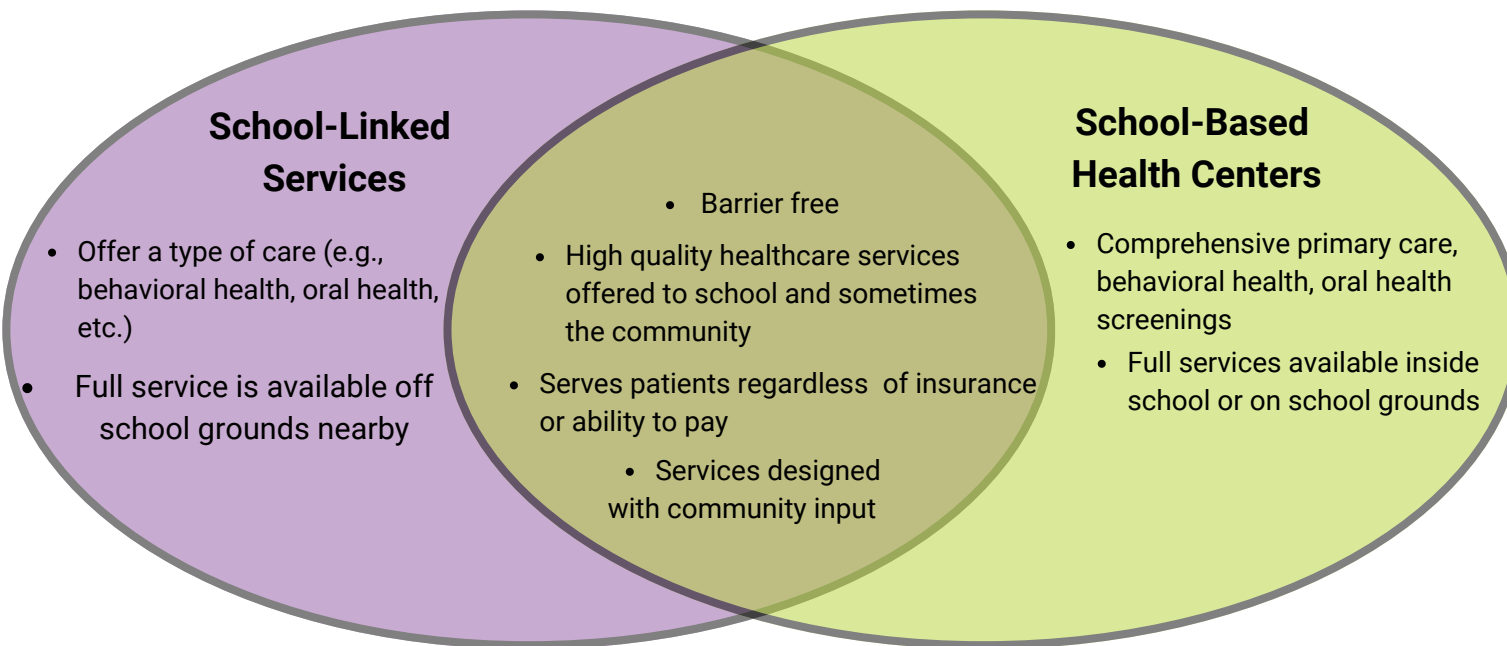 School-Linked
Services
• Offer a type of care (e.g.,
behavioral health, oral health,
etc.)
• Full service is available off
school grounds nearby
• Barrier free
• High quality healthcare services
offered to school and sometimes
the community
• Serves patients regardless of insurance
or ability to pay
• Services designed
with community input
School-Based
Health Centers
• Comprehensive primary care,
behavioral health, oral health
screenings
• Full services available inside
school or on school grounds